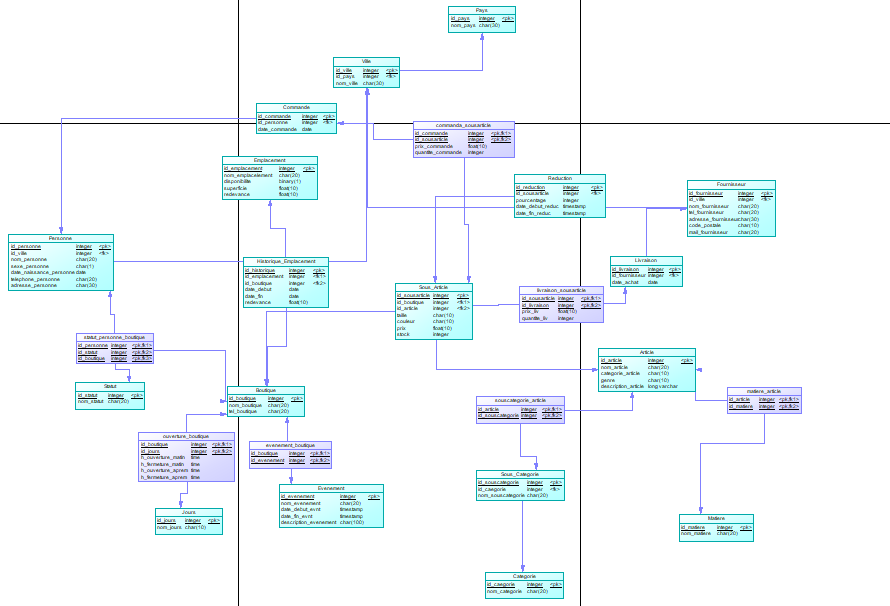 Pays
id_pays integer <pk>
nom_pays char(30)
Ville
id_ville integer <pk>
id_pays integer <fk>
nom_ville char(30)
Commande
id_commande integer <pk>
id_personne integer <fk>
date_commande date
commande_sousarticle
id_commande integer <pk,fk1>
id_sousarticle integer <pk,fk2>
prix_commande float(10)
quantite_commande integer
Emplacement
id_emplacement integer <pk>
nom_emplacement char(20)
disponibilite binary(1)
superficie float(10)
redevance float(10)
Reduction
id_reduction integer <pk>
id_sousarticle integer <fk>
pourcentage integer
date_debut_reduc timestamp
date_fin_reduc timestamp
Fournisseur
id_fournisseur integer <pk>
id_ville integer <fk>
nom_fournisseur char(20)
tel_fournisseur char(20)
adresse_fournisseur char(30)
code_postale char(10)
mail_fournisseur char(20)
Personne
id_personne integer <pk>
id_ville integer <fk>
nom_personne char(20)
sexe_personne char(1)
date_naissance_personne date
telephone_personne char(20)
adresse_personne char(30)
Historique_Emplacement
id_historique integer <pk>
id_emplacement integer <fk1>
id_boutique integer <fk2>
date_debut date
date_fin date
redevance float(10)
Livraison
id_livraison integer <pk>
id_fournisseur integer <fk>
date_achat date
Sous_Article
id_sousarticle integer <pk>
id_boutique integer <fk1>
id_article integer <fk2>
taille char(10)
couleur char(10)
prix float(10)
stock integer
livraison_sousarticle
id_sousarticle integer <pk,fk1>
id_livraison integer <pk,fk2>
prix_liv float(10)
quantite_liv integer
statut_personne_boutique
id_personne integer <pk,fk1>
id_statut integer <pk,fk2>
id_boutique integer <pk,fk3>
Article
id_article integer <pk>
nom_article char(20)
categorie_article char(10)
genre char(10)
description_article long varchar
Statut
id_statut integer <pk>
nom_statut char(20)
Boutique
id_boutique integer <pk>
nom_boutique char(20)
tel_boutique char(20)
souscategorie_article
id_article integer <pk,fk1>
id_souscategorie integer <pk,fk2>
matiere_article
id_article integer <pk,fk1>
id_matiere integer <pk,fk2>
ouverture_boutique
id_boutique integer <pk,fk1>
id_jours integer <pk,fk2>
h_ouverture_matin time
h_fermeture_matin time
h_ouverture_aprem time
h_fermeture_aprem time
evenement_boutique
id_boutique integer <pk,fk1>
id_evenement integer <pk,fk2>
Sous_Categorie
id_souscategorie integer <pk>
id_caegorie integer <fk>
nom_souscategorie char(20)
Evenement
id_evenement integer <pk>
nom_evenement char(20)
date_debut_evnt timestamp
date_fin_evnt timestamp
description_evenement char(100)
Jours
id_jours integer <pk>
nom_jours char(10)
Matiere
id_matiere integer <pk>
nom_matiere char(20)
Categorie
id_caegorie integer <pk>
nom_categorie char(20)